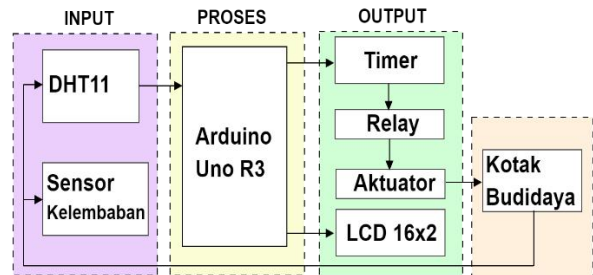 INPUT
PROSES
OUTPUT
DHT11
Sensor
Kelembaban
Arduino
Uno R3
Timer
Relay
Aktuator
LCD 16x2
Kotak
Budidaya